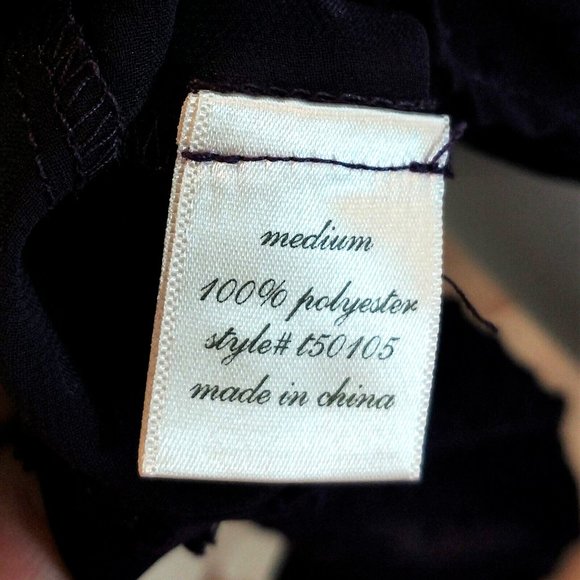 medium
100% polyester
style# t50105
made in china